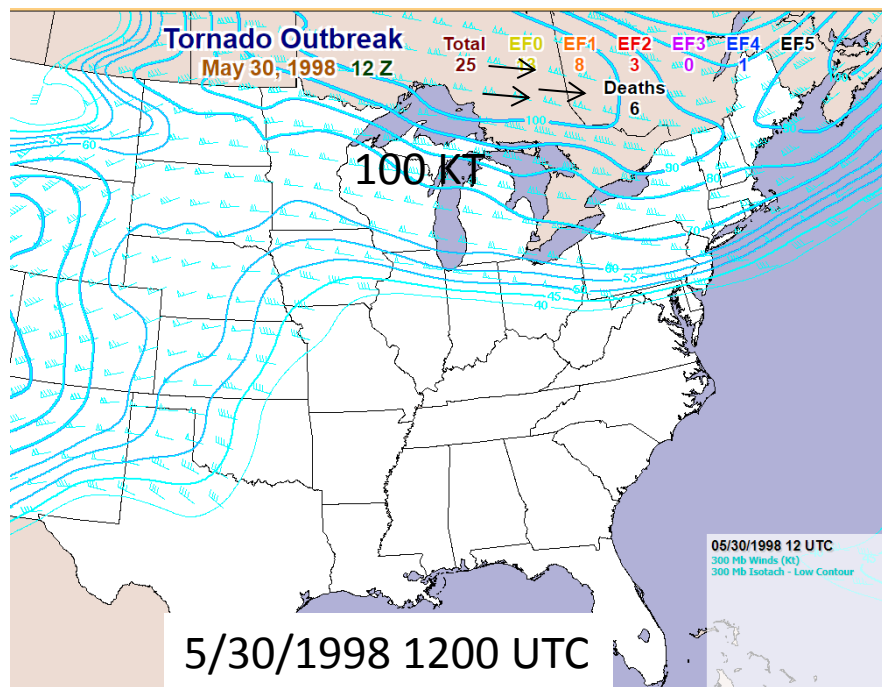 Tornado Outbreak
May 30, 1998 12 Z
Total EF0 EF1 EF2 EF3 EF4 EF5
25 8 3 0 1
Deaths
6
60
100
100 KT
90
80
70
60
55
45
40
05/30/1998 12 UTC
300 Mb Winds (Kt)
300 Mb Isotach - Low Contour
5/30/1998 1200 UTC